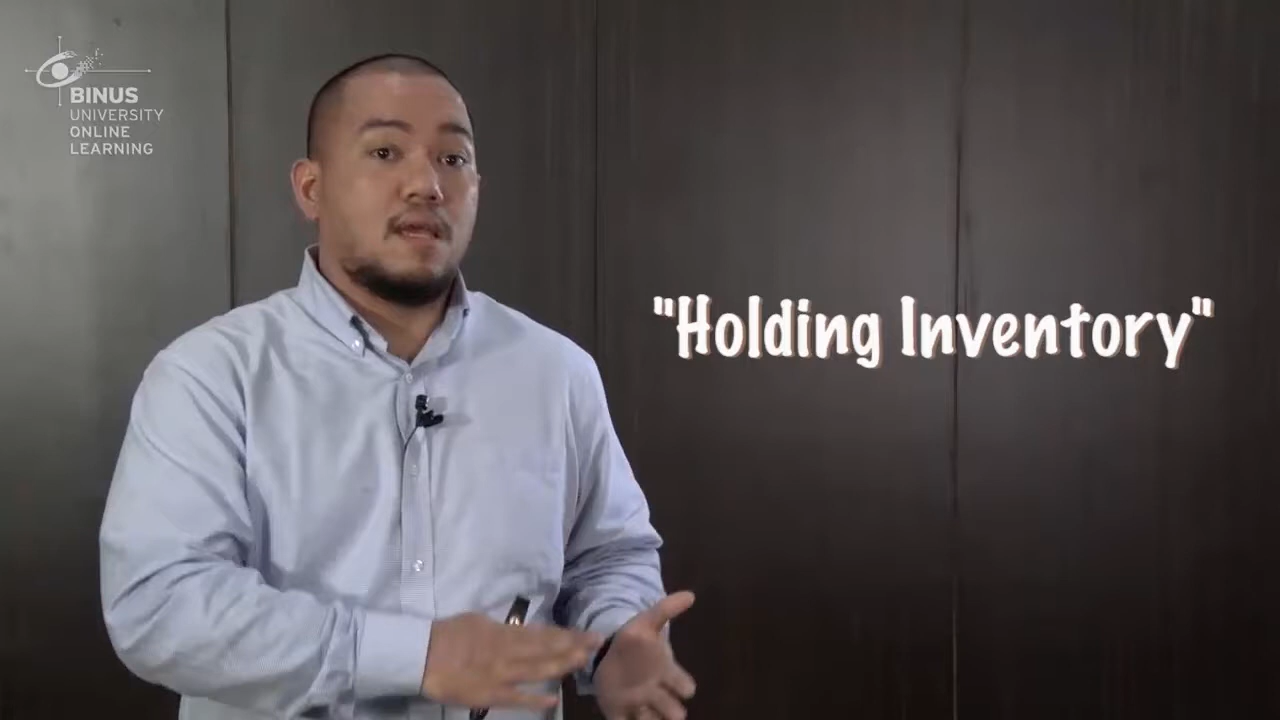 BINUS
UNIVERSITY
ONLINE
LEARNING
"Holding Inventory"